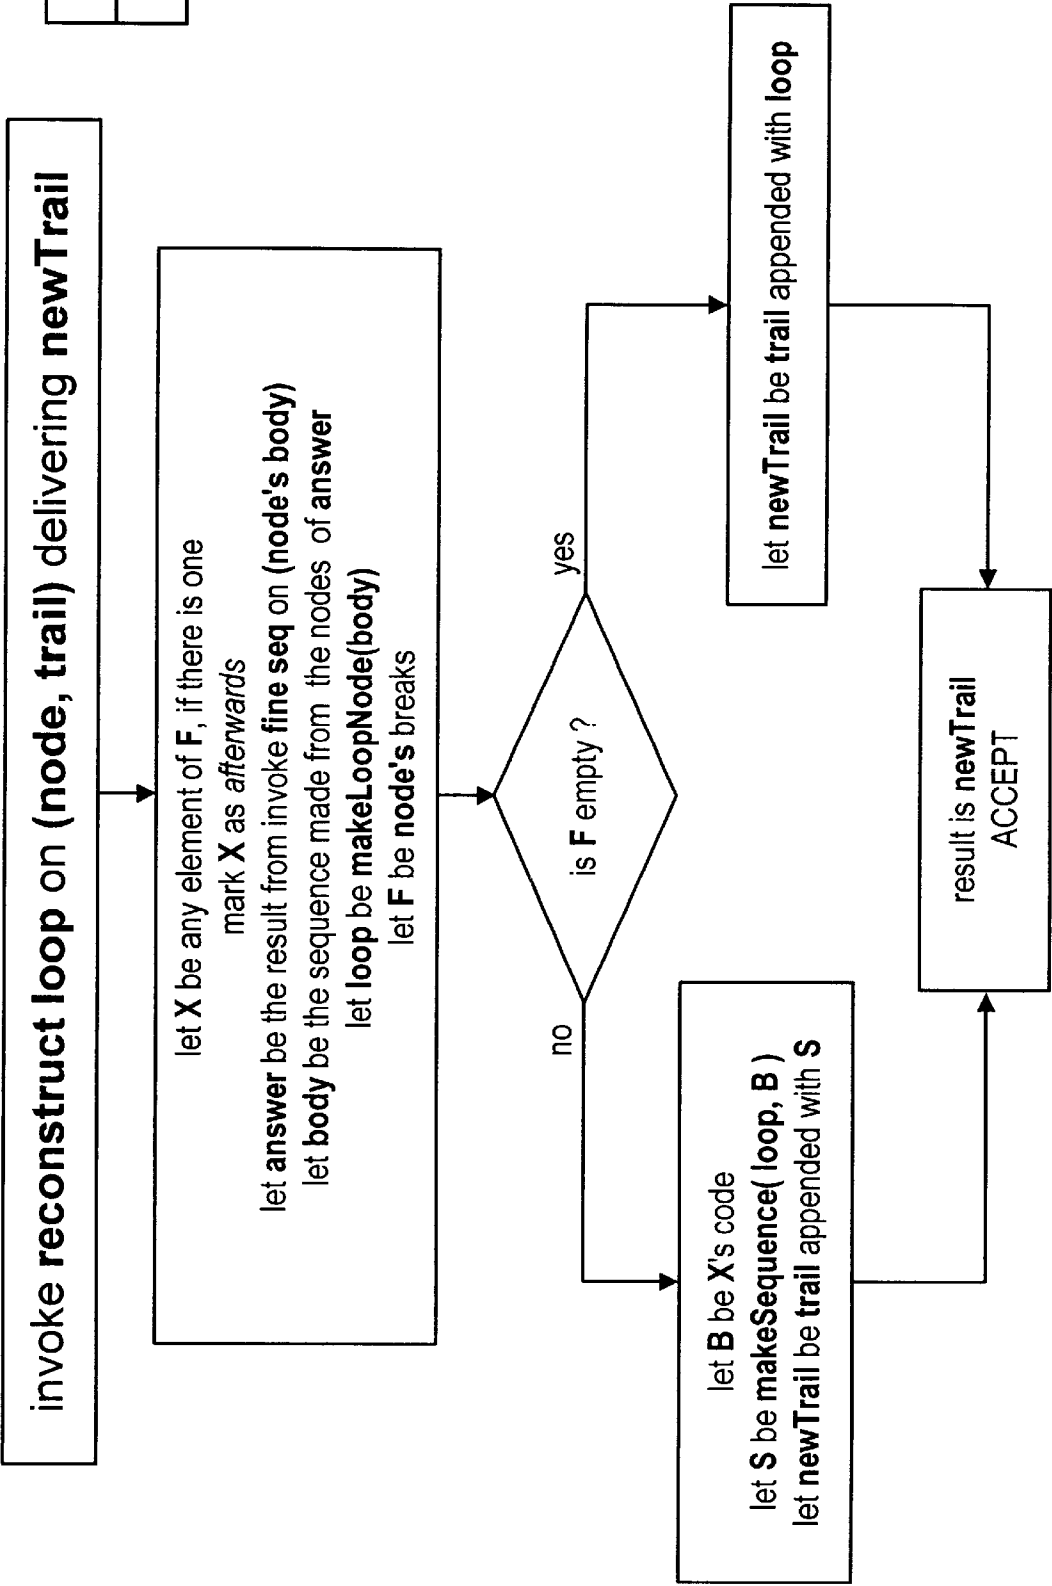 invoke reconstruct loop on (node, trail) delivering newTrail
let X be any element of F, if there is one
mark X as afterwards
let answer be the result from invoke fine seq on (node's body)
let body be the sequence made from the nodes of answer
let loop be makeLoopNode(body)
let F be node's breaks
is F empty ?
no
yes
let B be X's code
let S be makeSequence( loop, B )
let newTrail be trail appended with S
let newTrail be trail appended with loop
result is newTrail
ACCEPT